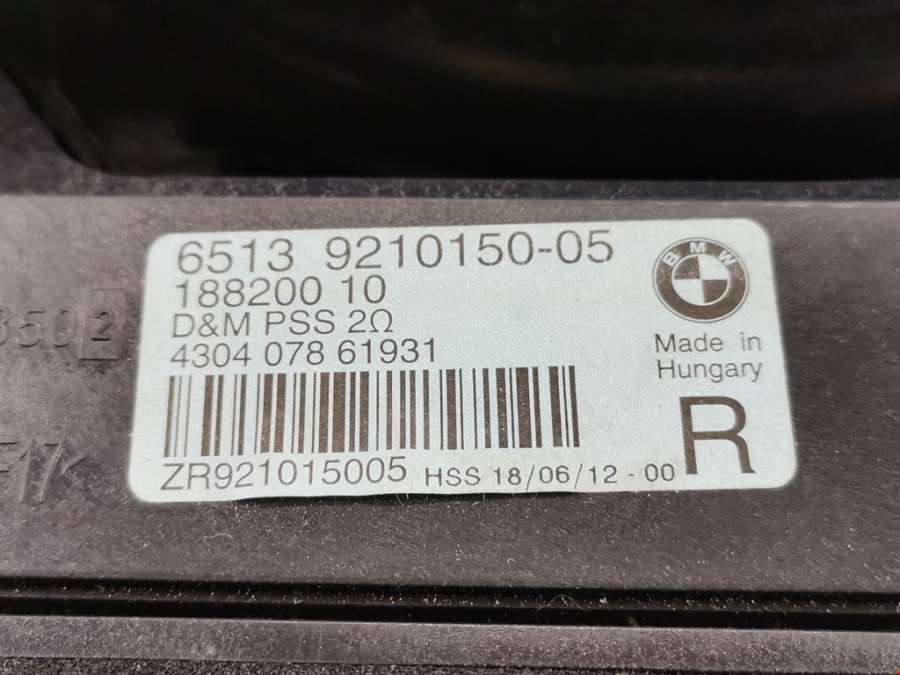 6513 9210150-05
BMW
188200 10
D&M PSS 2Ω
4304 078 61931
Made in
Hungary
R
ZR921015005 HSS 18/06/12-00